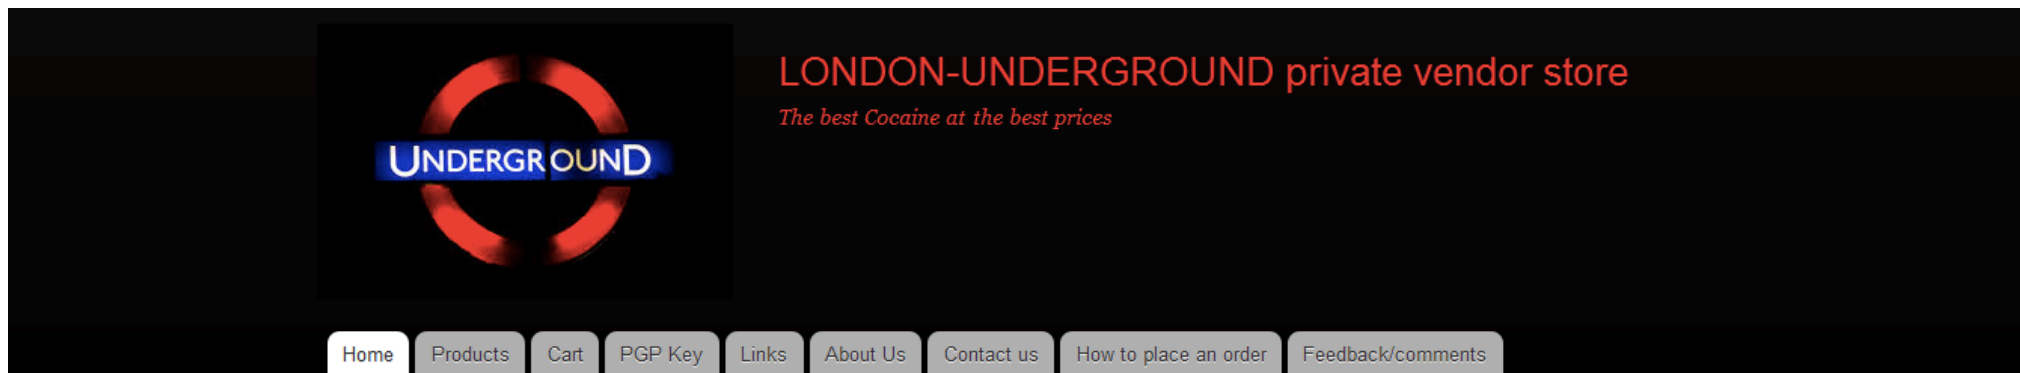 UNDERGROUND
LONDON-UNDERGROUND private vendor store
The best Cocaine at the best prices
Home
Products
Cart
PGP Key
Links
About Us
Contact us
How to place an order
Feedback/comments